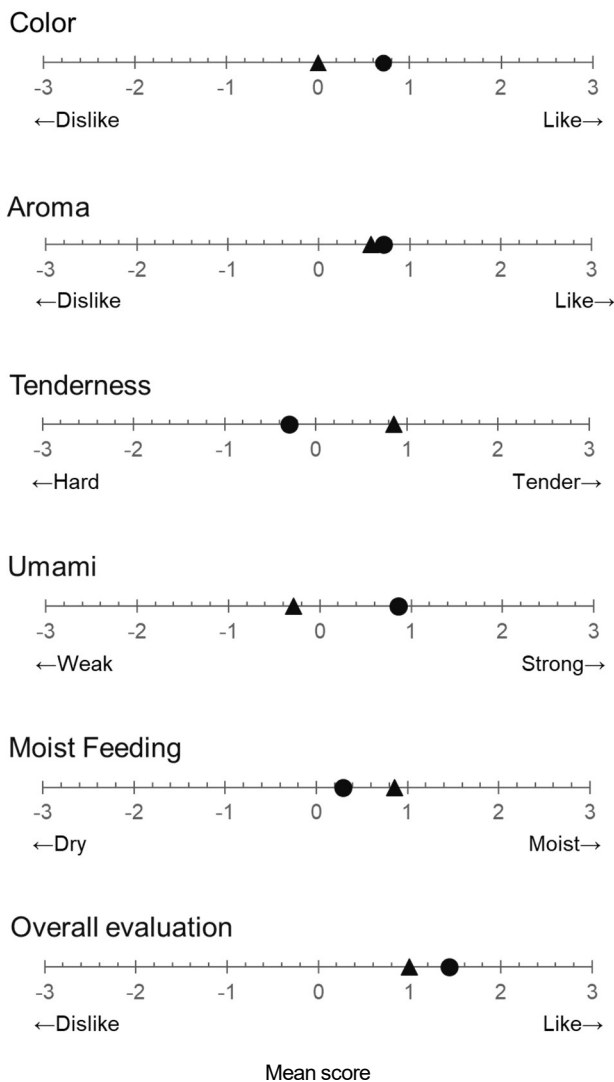 Color
-3 -2 -1 0 1 2 3
←Dislike Like→
Aroma
-3 -2 -1 0 1 2 3
←Dislike Like→
Tenderness
-3 -2 -1 0 1 2 3
←Hard Tender→
Umami
-3 -2 -1 0 1 2 3
←Weak Strong→
Moist Feeding
-3 -2 -1 0 1 2 3
←Dry Moist→
Overall evaluation
-3 -2 -1 0 1 2 3
←Dislike Like→
Mean score